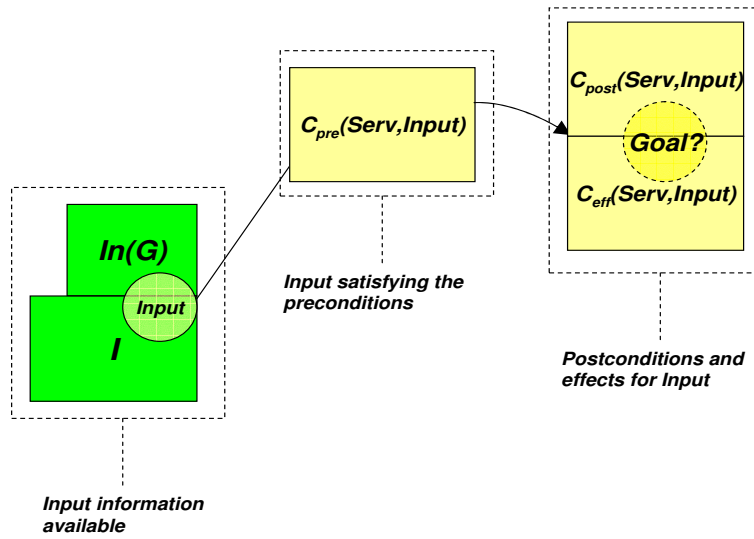 C_post(Serv,Input)
C_pre(Serv,Input)
Goal?
C_eff(Serv,Input)
In(G)
Input
I
Input satisfying the
preconditions
Postconditions and
effects for Input
Input information
available